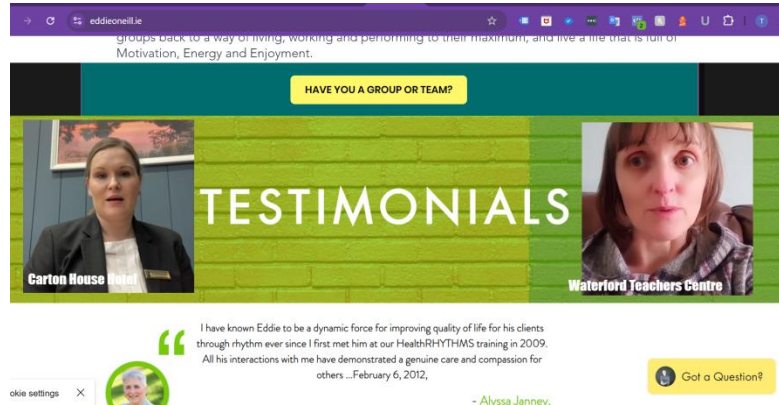 eddieoneill.ie
groups back to a way of living, working and performing to their maximum, and live a life that is full of
Motivation, Energy and Enjoyment.
HAVE YOU A GROUP OR TEAM?
TESTIMONIALS
Carton House Hotel
Waterford Teachers Centre
I have known Eddie to be a dynamic force for improving quality of life for his clients
through rhythm ever since I first met him at our HealthRHYTHMS training in 2009.
All his interactions with me have demonstrated a genuine care and compassion for
others ...February 6, 2012,
- Alyssa Janney,
Got a Question?
okie settings X